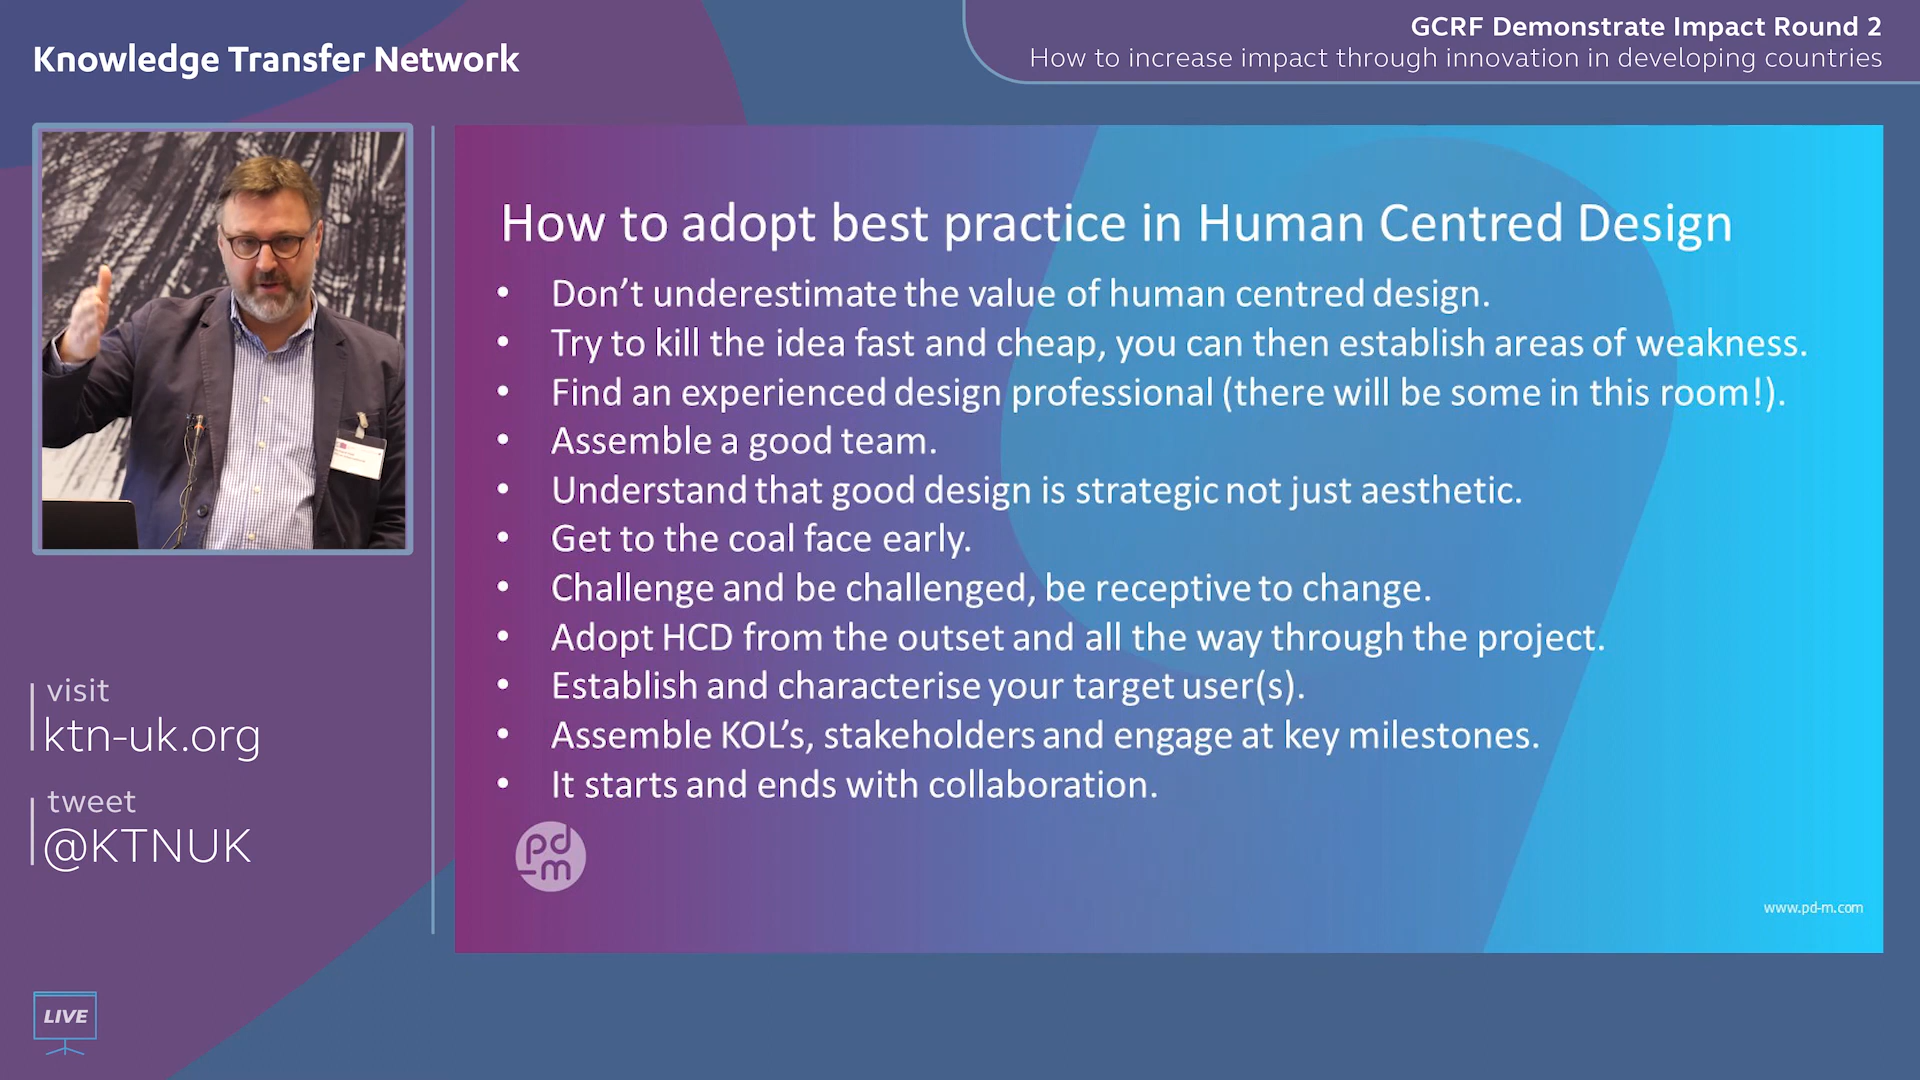 Knowledge Transfer Network
GCRF Demonstrate Impact Round 2
How to increase impact through innovation in developing countries
How to adopt best practice in Human Centred Design
• Don’t underestimate the value of human centred design.
• Try to kill the idea fast and cheap, you can then establish areas of weakness.
• Find an experienced design professional (there will be some in this room!).
• Assemble a good team.
• Understand that good design is strategic not just aesthetic.
• Get to the coal face early.
• Challenge and be challenged, be receptive to change.
• Adopt HCD from the outset and all the way through the project.
• Establish and characterise your target user(s).
• Assemble KOL’s, stakeholders and engage at key milestones.
• It starts and ends with collaboration.
pd
-m
www.pd-m.com
visit
ktn-uk.org
tweet
@KTNUK
LIVE